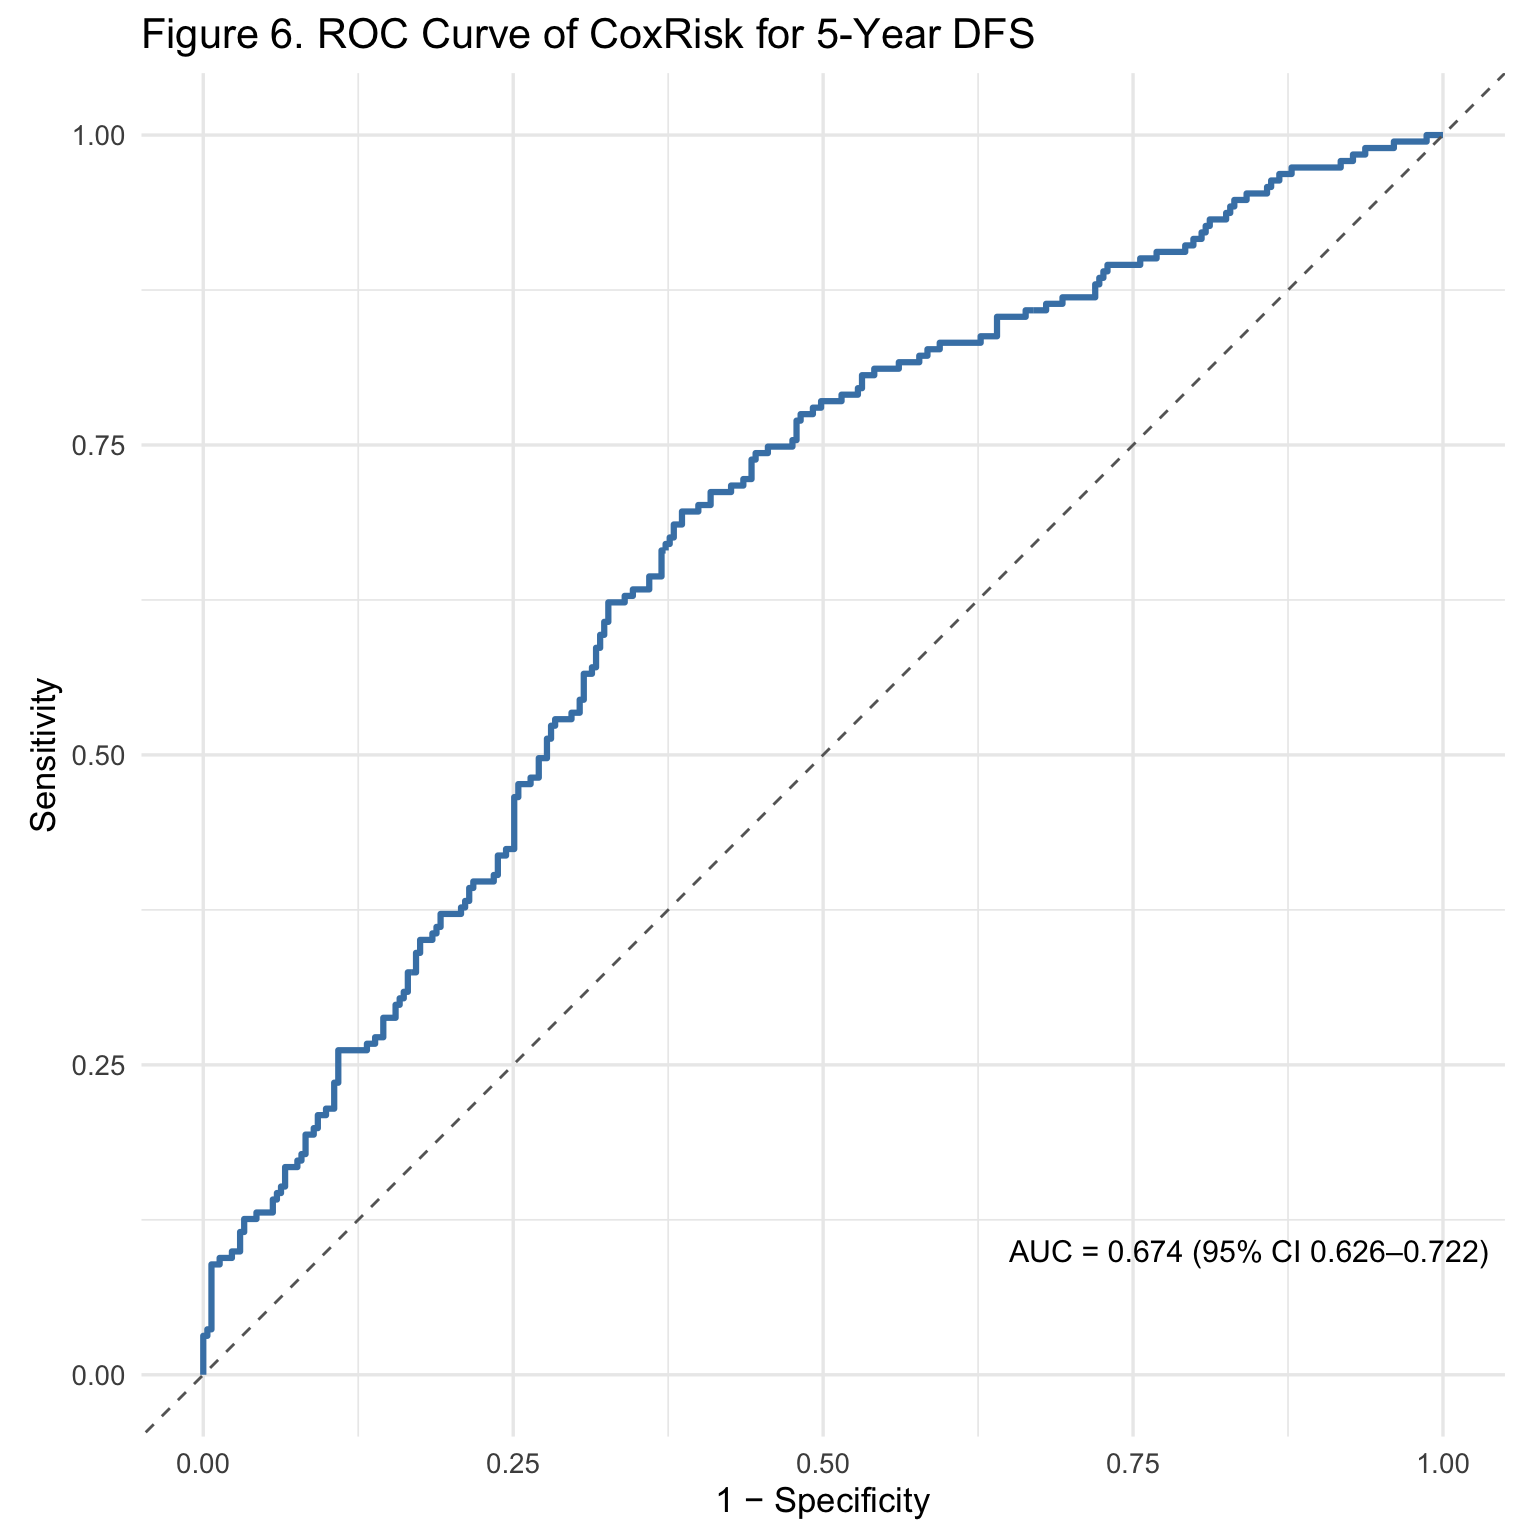 Figure 6. ROC Curve of CoxRisk for 5-Year DFS
1.00
0.75
Sensitivity
0.50
0.25
AUC = 0.674 (95% CI 0.626–0.722)
0.00
0.00 0.25 0.50 0.75 1.00
1 − Specificity